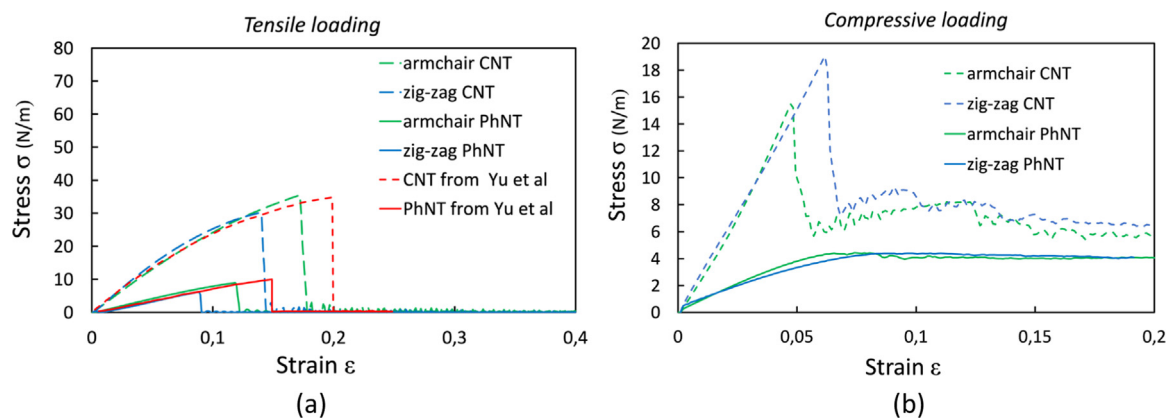 Tensile loading
80
70
60
50
40
30
20
10
0
Stress σ (N/m)
armchair CNT
zig-zag CNT
armchair PhNT
zig-zag PhNT
CNT from Yu et al
PhNT from Yu et al
0 0,1 0,2 0,3 0,4
Strain ε
(a)
Compressive loading
20
18
16
14
12
10
8
6
4
2
0
Stress σ (N/m)
armchair CNT
zig-zag CNT
armchair PhNT
zig-zag PhNT
0 0,05 0,1 0,15 0,2
Strain ε
(b)